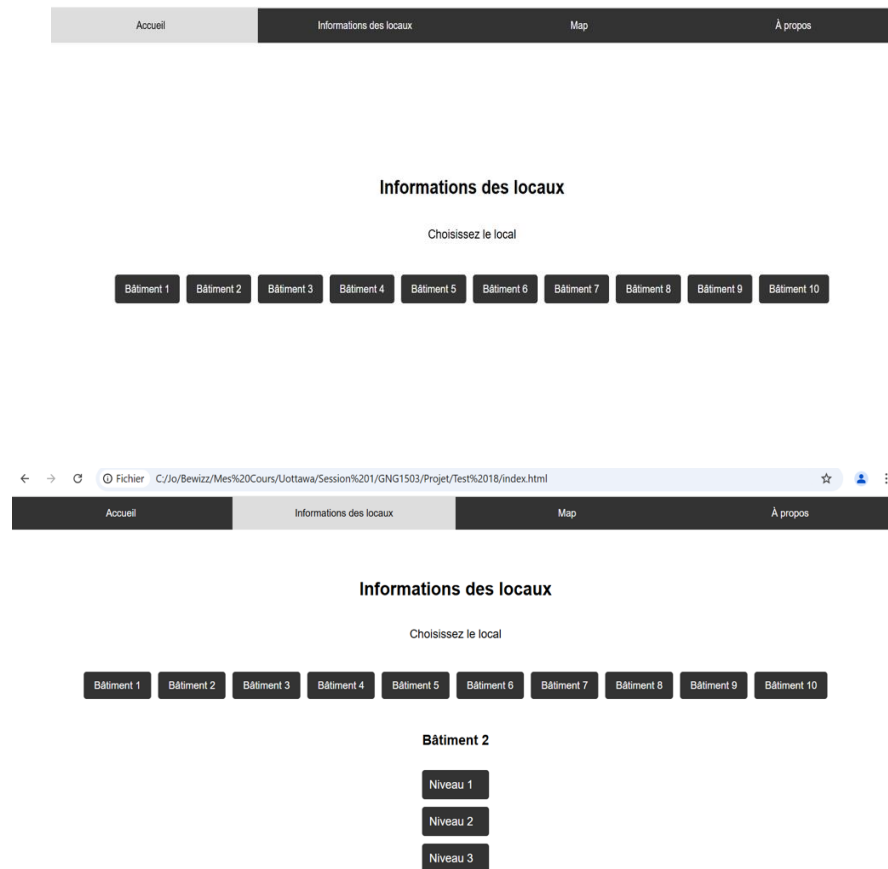 Accueil Informations des locaux Map À propos
Informations des locaux
Choisissez le local
Bâtiment 1 Bâtiment 2 Bâtiment 3 Bâtiment 4 Bâtiment 5 Bâtiment 6 Bâtiment 7 Bâtiment 8 Bâtiment 9 Bâtiment 10
Fichier C:/Jo/Bewizz/Mes%20Cours/Uottawa/Session%201/GNG1503/Projet/Test%2018/index.html
Accueil Informations des locaux Map À propos
Informations des locaux
Choisissez le local
Bâtiment 1 Bâtiment 2 Bâtiment 3 Bâtiment 4 Bâtiment 5 Bâtiment 6 Bâtiment 7 Bâtiment 8 Bâtiment 9 Bâtiment 10
Bâtiment 2
Niveau 1
Niveau 2
Niveau 3